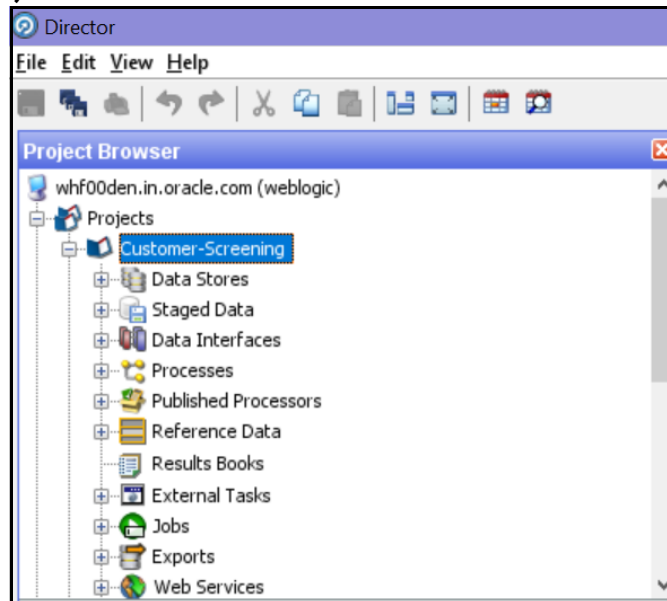 Director
File Edit View Help
Project Browser
whf00den.in.oracle.com (weblogic)
Projects
Customer-Screening
Data Stores
Staged Data
Data Interfaces
Processes
Published Processors
Reference Data
Results Books
External Tasks
Jobs
Exports
Web Services